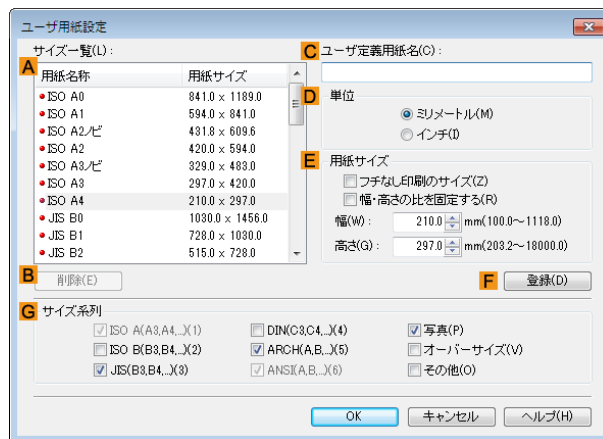 ユーザ用紙設定
サイズ一覧(L):
A
用紙名称 用紙サイズ
ISO A0 841.0 x 1189.0
ISO A1 594.0 x 841.0
ISO A2ノビ 431.8 x 609.6
ISO A2 420.0 x 594.0
ISO A3ノビ 329.0 x 483.0
ISO A3 297.0 x 420.0
ISO A4 210.0 x 297.0
JIS B0 1030.0 x 1456.0
JIS B1 728.0 x 1030.0
JIS B2 515.0 x 728.0
B
削除(E)
C ユーザ定義用紙名(C):
D 単位
ミリメートル(M)
インチ(I)
E 用紙サイズ
フチなし印刷のサイズ(Z)
幅・高さの比を固定する(R)
幅(W): 210.0 mm(100.0~1118.0)
高さ(G): 297.0 mm(203.2~18000.0)
F 登録(D)
G サイズ系列
ISO A(A3,A4,..)(1) DIN(C3,C4,..)(4) 写真(P)
ISO B(B3,B4,..)(2) ARCH(A,B,..)(5) オーバーサイズ(V)
JIS(B3,B4,..)(3) ANSI(A,B,..)(6) その他(O)
OK キャンセル ヘルプ(H)